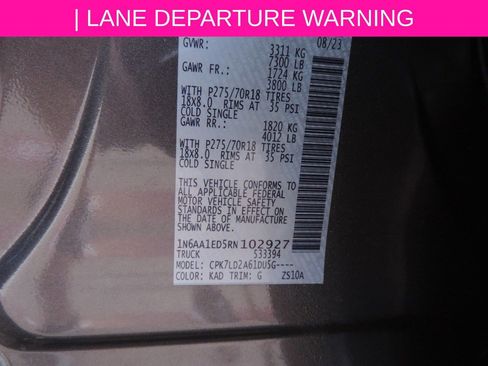 | LANE DEPARTURE WARNING
08/23
GVWR: 3311 KG
7300 LB
GAWR FR.: 1724 KG
3800 LB
WITH P275/70R18 TIRES
18X8.0 RIMS AT 35 PSI
COLD SINGLE
GAWR RR.: 1820 KG
4012 LB
WITH P275/70R18 TIRES
18X8.0 RIMS AT 35 PSI
COLD SINGLE
THIS VEHICLE CONFORMS TO
ALL APPLICABLE FEDERAL
MOTOR VEHICLE SAFETY
STANDARDS IN EFFECT ON
THE DATE OF MANUFACTURE
SHOWN ABOVE.
1N6AA1ED5RN102927
TRUCK 533394
MODEL: CPK7LD2A61DU5G----
COLOR: KAD TRIM: G ZS10A